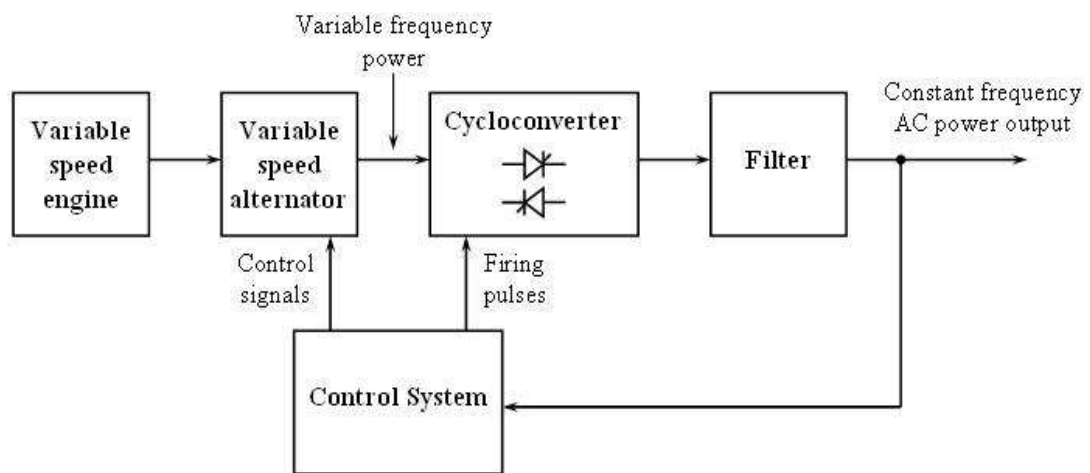 Variable frequency
power
Constant frequency
AC power output
Variable
speed
engine
Variable
speed
alternator
Cycloconverter
Filter
Control
signals
Firing
pulses
Control System